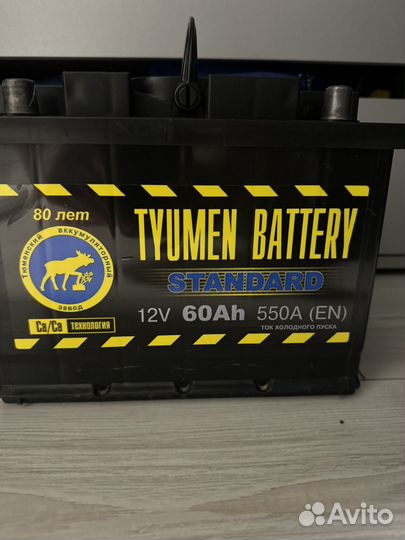 80 лет
TYUMEN BATTERY
Тюменский аккумуляторный
завод
STANDARD
12V 60Ah 550A (EN)
ТОК ХОЛОДНОГО ПУСКА
Ca/Ca ТЕХНОЛОГИЯ
Avito